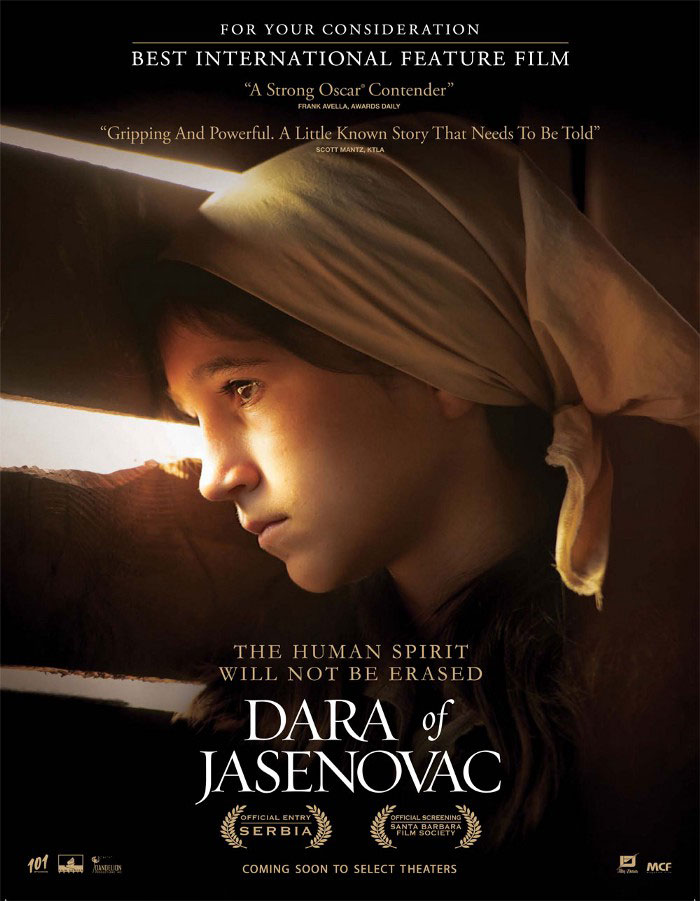 FOR YOUR CONSIDERATION
BEST INTERNATIONAL FEATURE FILM
“A Strong Oscar® Contender”
FRANK AVELLA, AWARDS DAILY
“Gripping And Powerful. A Little Known Story That Needs To Be Told”
SCOTT MANTZ, KTLA
THE HUMAN SPIRIT
WILL NOT BE ERASED
DARA of
JASENOVAC
OFFICIAL ENTRY
SERBIA
OFFICIAL SCREENING
SANTA BARBARA
FILM SOCIETY
101
DANDELION
COMING SOON TO SELECT THEATERS
MCF